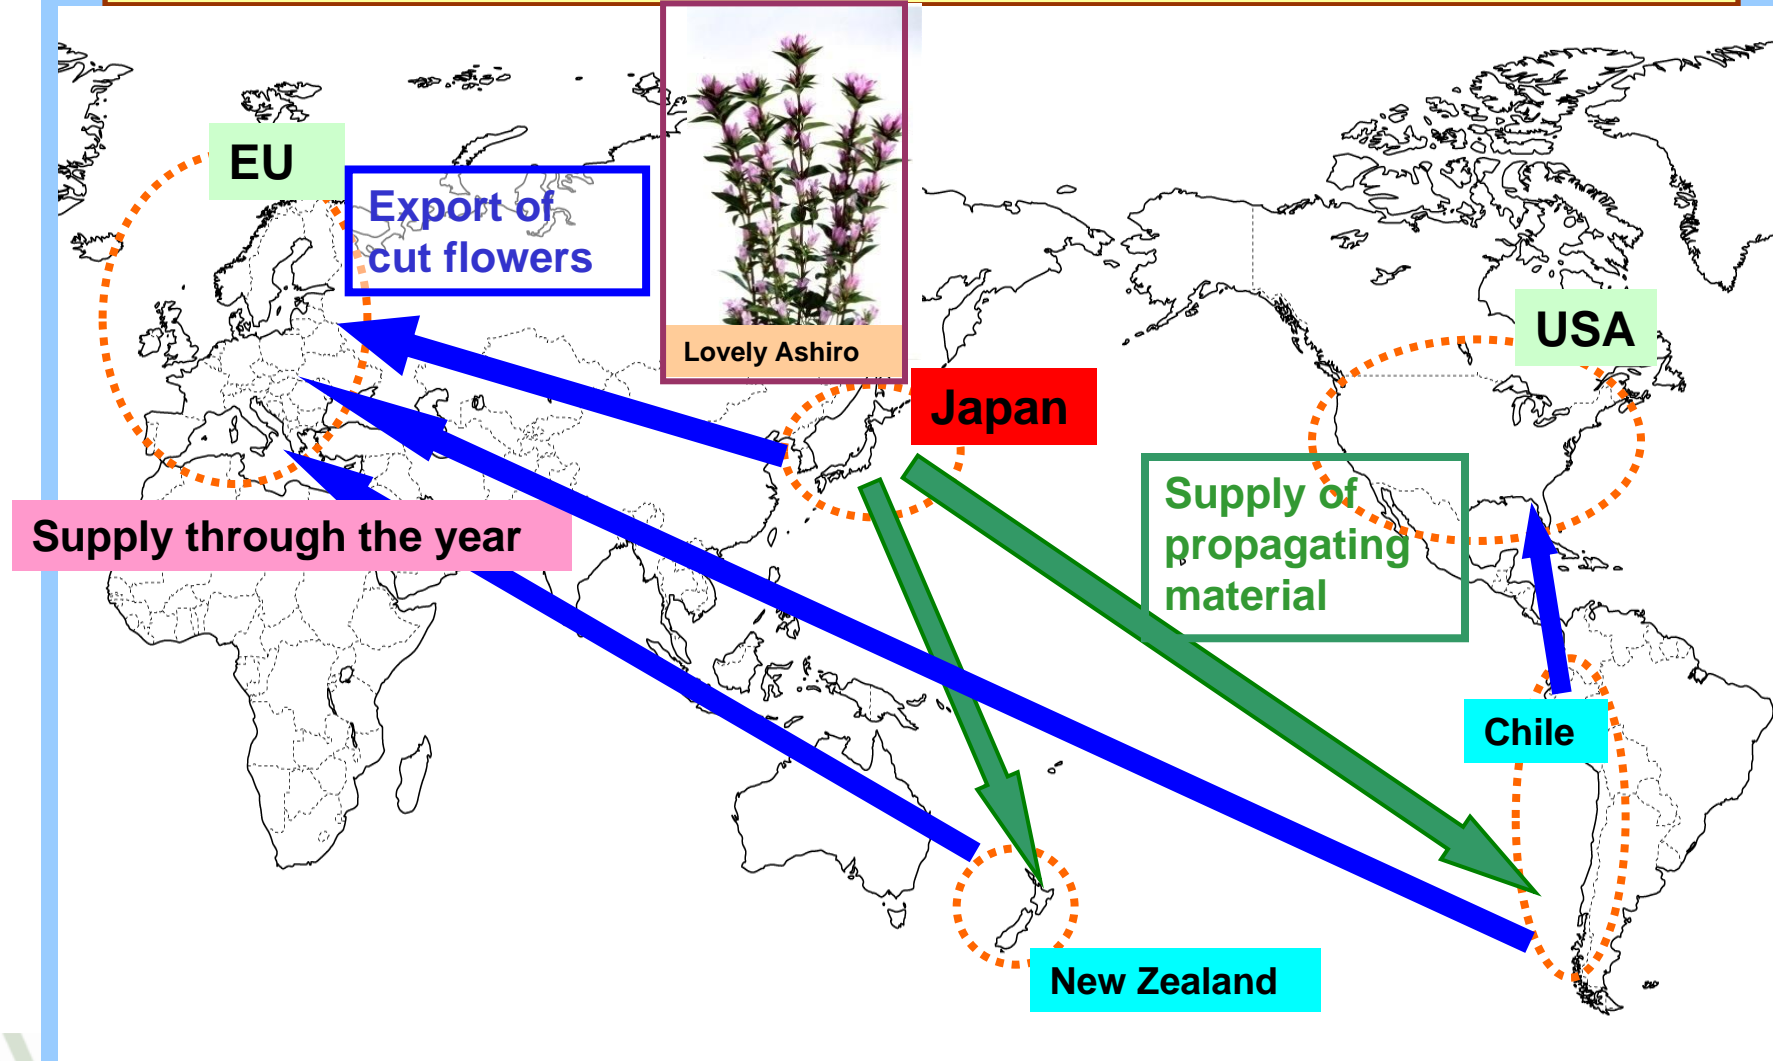 EU
Export of
cut flowers
Lovely Ashiro
USA
Japan
Supply of
propagating
material
Supply through the year
Chile
New Zealand